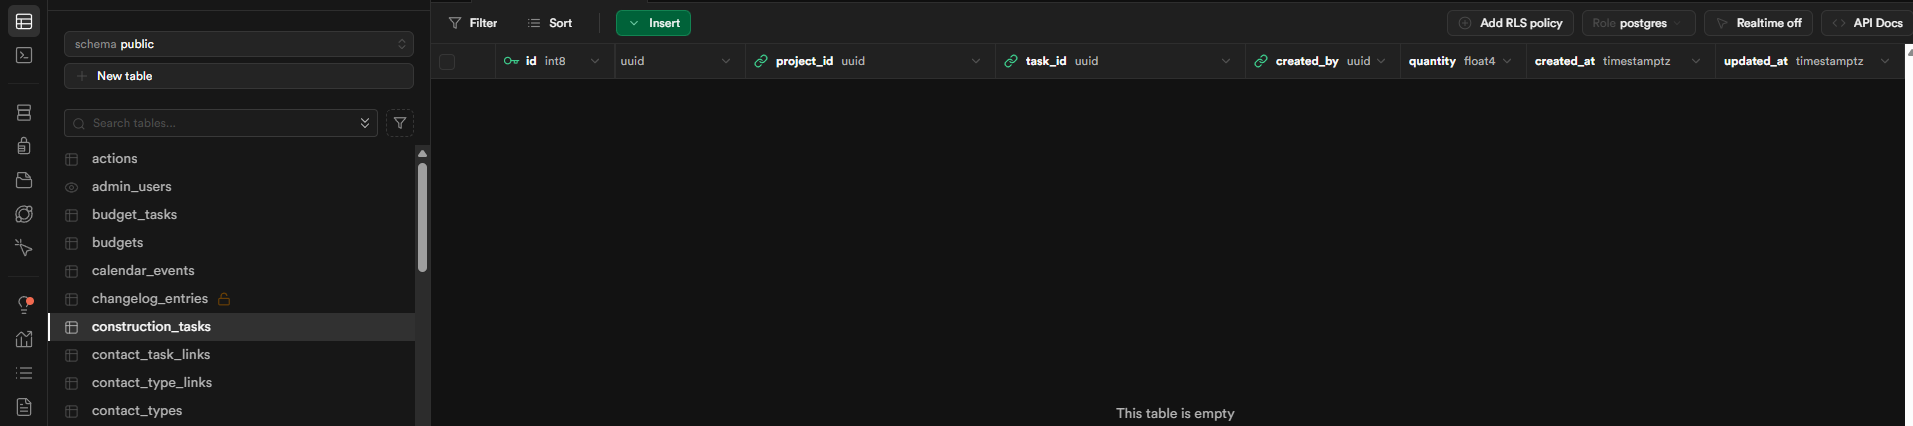 schema public
New table
Search tables...
actions
admin_users
budget_tasks
budgets
calendar_events
changelog_entries
construction_tasks
contact_task_links
contact_type_links
contact_types
Filter Sort Insert Add RLS policy Role postgres Realtime off API Docs
id int8 uuid project_id uuid task_id uuid created_by uuid quantity float4 created_at timestamptz updated_at timestamptz
This table is empty